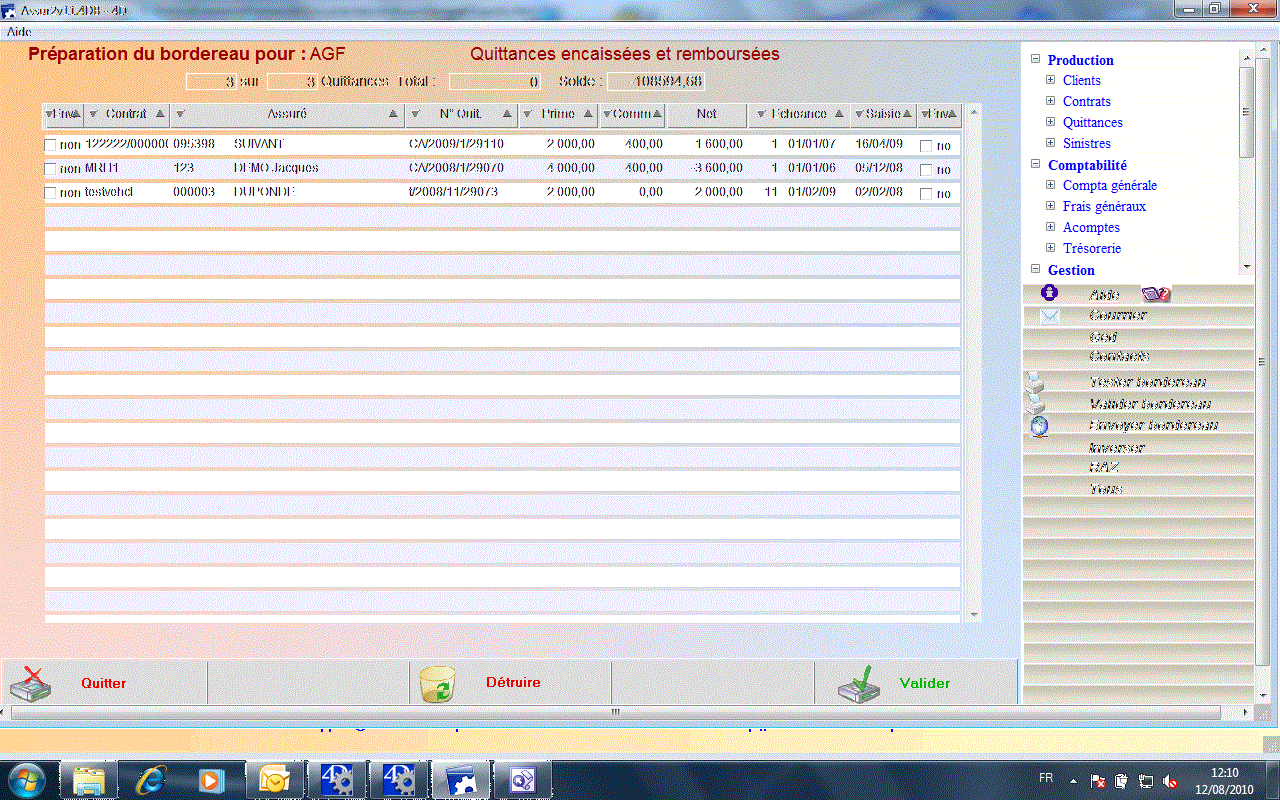 Aide
Préparation du bordereau pour : AGF Quittances encaissées et remboursées
3 sur 3 Quittances Total : 0 Solde : -108594,68
Env Contrat Assuré N° Quit. Prime Comm Net Echeance Saisie Env
non 122222/00000 095398 SUIVANT CA/2009/1/29110 2 000,00 400,00 1 600,00 1 01/01/07 16/04/09 no
non MRH1 123 DEMO Jacques CA/2008/1/29070 4 000,00 400,00 -3 600,00 1 01/01/06 05/12/08 no
non testvehcl 000003 DUPONDE t/2008/11/29073 2 000,00 0,00 2 000,00 11 01/02/09 02/02/08 no
Production
Clients
Contrats
Quittances
Sinistres
Comptabilité
Compta générale
Frais généraux
Acomptes
Trésorerie
Gestion
Aide
Courrier
Ged
Contacts
Tester bordereau
Valider bordereau
Envoyer bordereau
Inverser
RAZ
Tous
Quitter Détruire Valider
FR 12:10
12/08/2010